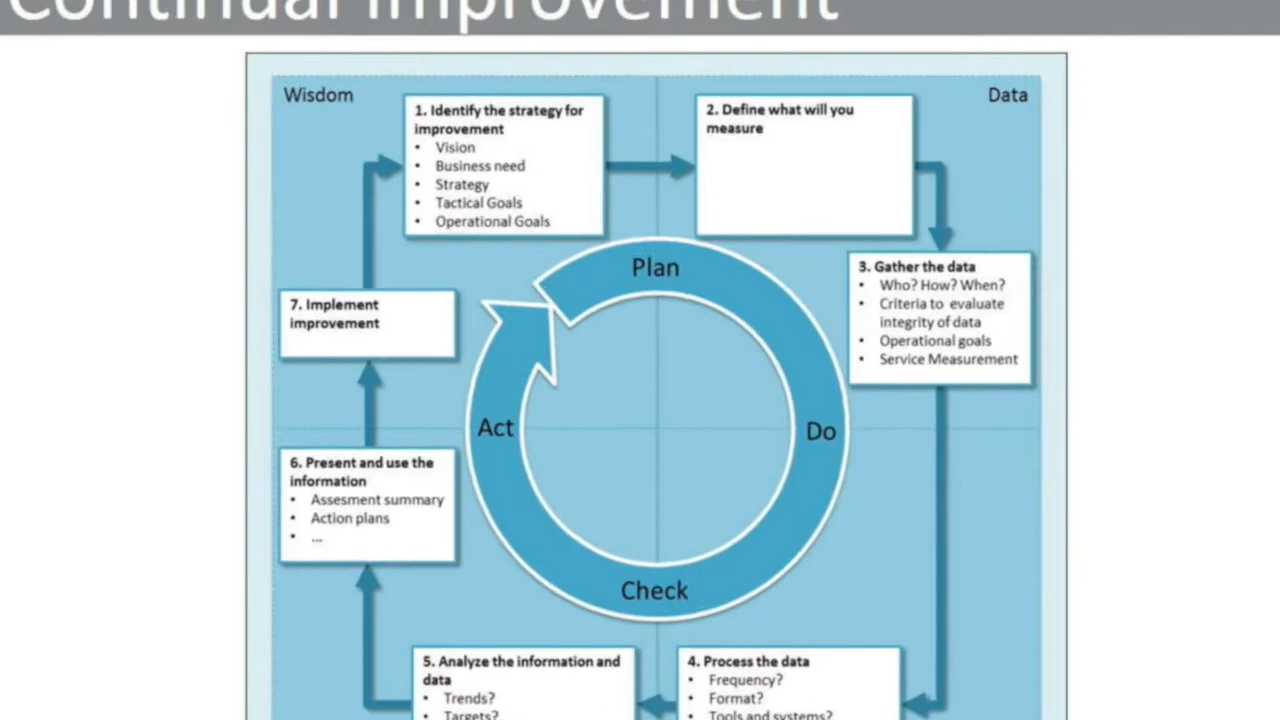 Continual Improvement
Wisdom
Data
1. Identify the strategy for
improvement
• Vision
• Business need
• Strategy
• Tactical Goals
• Operational Goals
2. Define what will you
measure
3. Gather the data
• Who? How? When?
• Criteria to evaluate
integrity of data
• Operational goals
• Service Measurement
Plan
7. Implement
improvement
Act
Do
6. Present and use the
information
• Assesment summary
• Action plans
• ...
Check
5. Analyze the information and
data
• Trends?
• Targets?
4. Process the data
• Frequency?
• Format?
• Tools and systems?